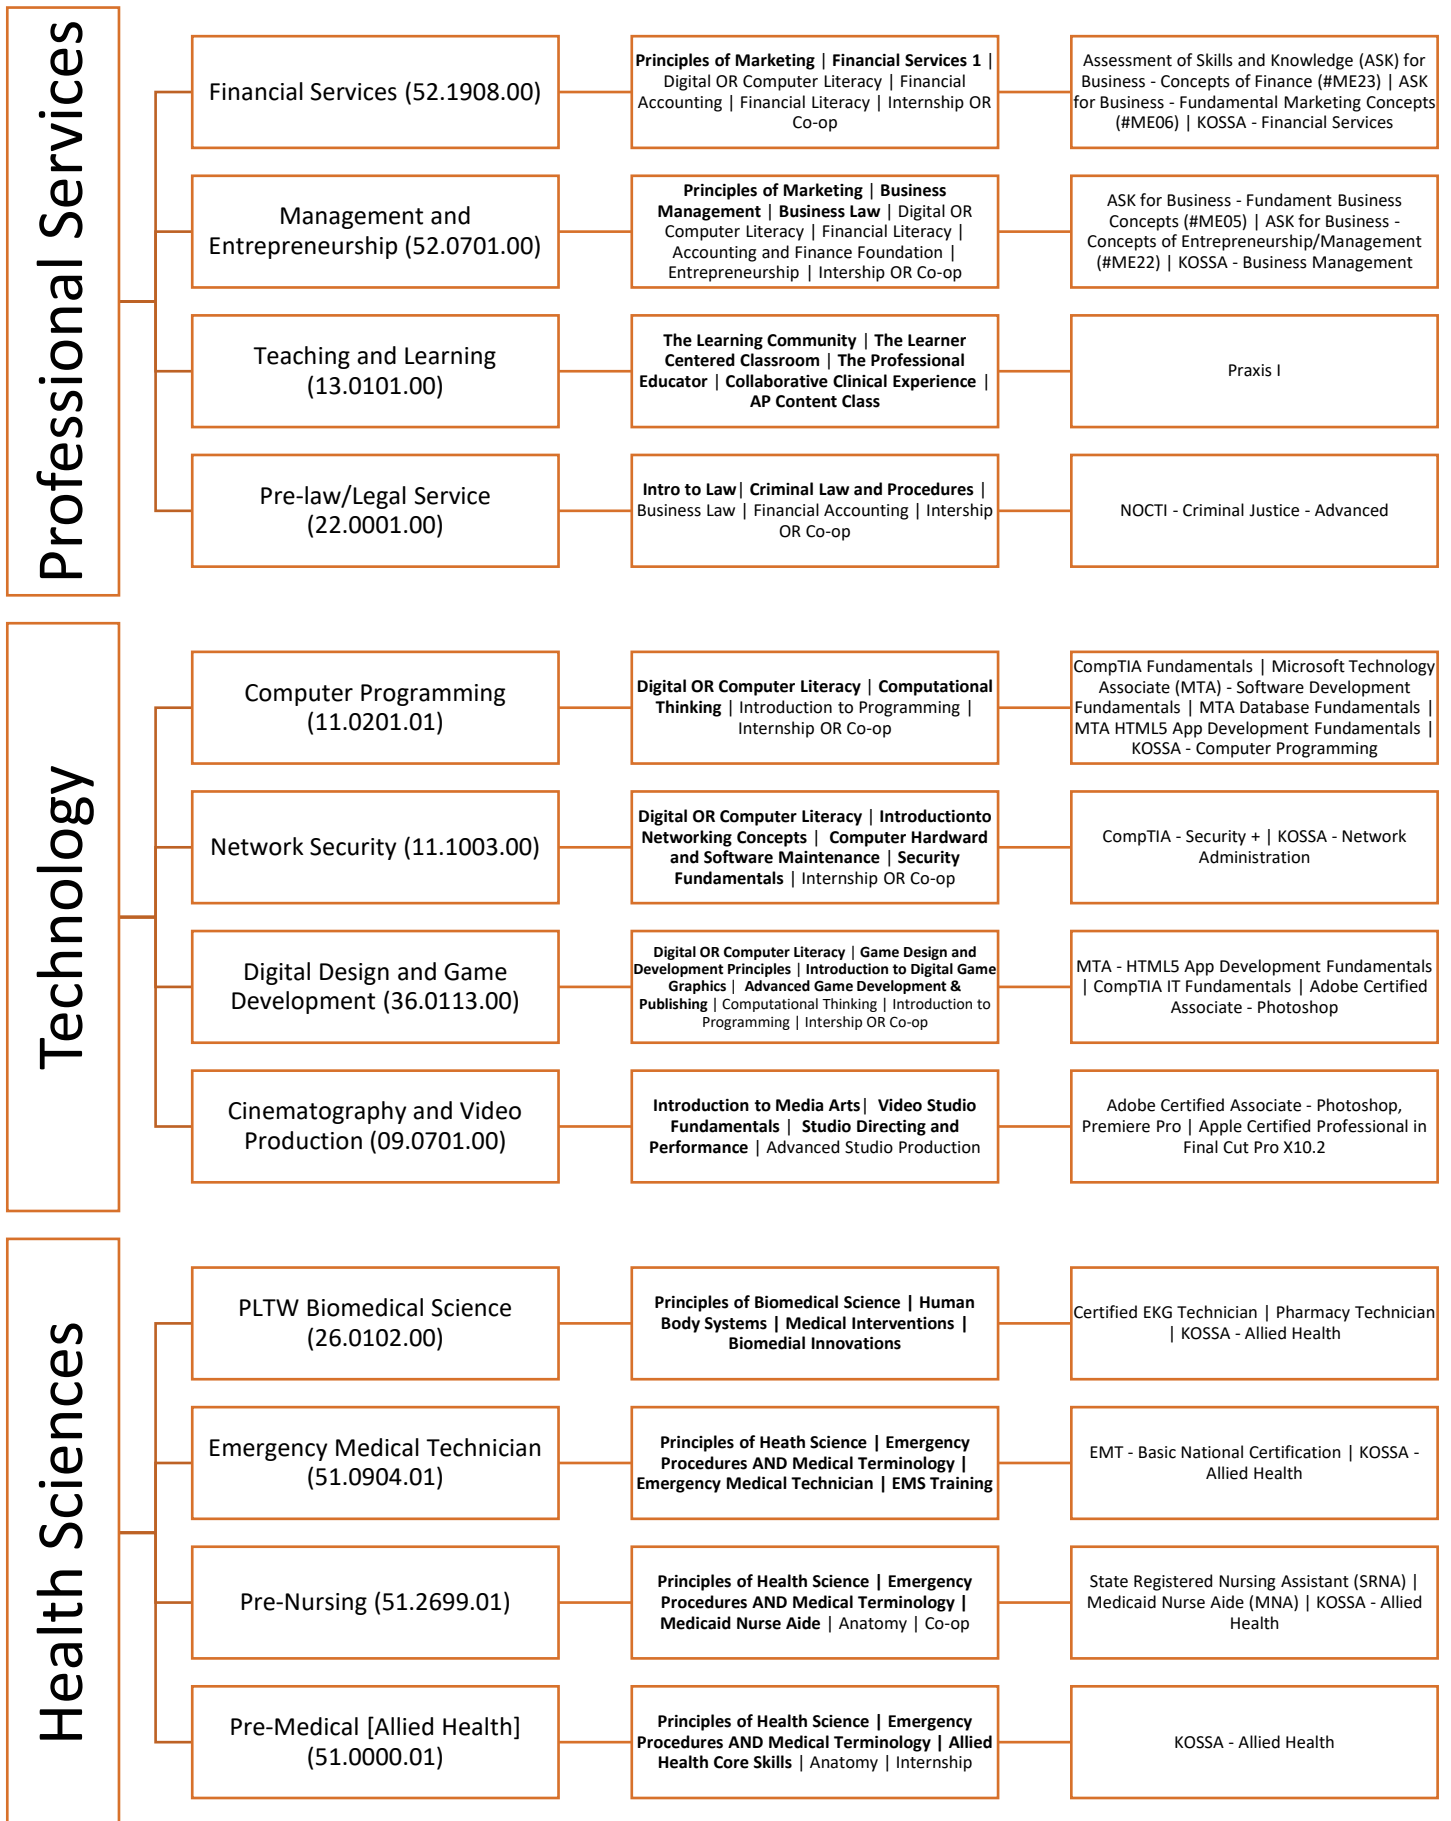 Professional Services
Financial Services (52.1908.00)
Principles of Marketing | Financial Services 1 |
Digital OR Computer Literacy | Financial
Accounting | Financial Literacy | Internship OR
Co-op
Assessment of Skills and Knowledge (ASK) for
Business - Concepts of Finance (#ME23) | ASK
for Business - Fundamental Marketing Concepts
(#ME06) | KOSSA - Financial Services
Management and
Entrepreneurship (52.0701.00)
Principles of Marketing | Business
Management | Business Law | Digital OR
Computer Literacy | Financial Literacy |
Accounting and Finance Foundation |
Entrepreneurship | Intership OR Co-op
ASK for Business - Fundament Business
Concepts (#ME05) | ASK for Business -
Concepts of Entrepreneurship/Management
(#ME22) | KOSSA - Business Management
Teaching and Learning
(13.0101.00)
The Learning Community | The Learner
Centered Classroom | The Professional
Educator | Collaborative Clinical Experience |
AP Content Class
Praxis I
Pre-law/Legal Service
(22.0001.00)
Intro to Law| Criminal Law and Procedures |
Business Law | Financial Accounting | Intership
OR Co-op
NOCTI - Criminal Justice - Advanced
Technology
Computer Programming
(11.0201.01)
Digital OR Computer Literacy | Computational
Thinking | Introduction to Programming |
Internship OR Co-op
CompTIA Fundamentals | Microsoft Technology
Associate (MTA) - Software Development
Fundamentals | MTA Database Fundamentals |
MTA HTML5 App Development Fundamentals |
KOSSA - Computer Programming
Network Security (11.1003.00)
Digital OR Computer Literacy | Introductionto
Networking Concepts | Computer Hardward
and Software Maintenance | Security
Fundamentals | Internship OR Co-op
CompTIA - Security + | KOSSA - Network
Administration
Digital Design and Game
Development (36.0113.00)
Digital OR Computer Literacy | Game Design and
Development Principles | Introduction to Digital Game
Graphics | Advanced Game Development &
Publishing | Computational Thinking | Introduction to
Programming | Intership OR Co-op
MTA - HTML5 App Development Fundamentals
| CompTIA IT Fundamentals | Adobe Certified
Associate - Photoshop
Cinematography and Video
Production (09.0701.00)
Introduction to Media Arts| Video Studio
Fundamentals | Studio Directing and
Performance | Advanced Studio Production
Adobe Certified Associate - Photoshop,
Premiere Pro | Apple Certified Professional in
Final Cut Pro X10.2
Health Sciences
PLTW Biomedical Science
(26.0102.00)
Principles of Biomedical Science | Human
Body Systems | Medical Interventions |
Biomedial Innovations
Certified EKG Technician | Pharmacy Technician
| KOSSA - Allied Health
Emergency Medical Technician
(51.0904.01)
Principles of Heath Science | Emergency
Procedures AND Medical Terminology |
Emergency Medical Technician | EMS Training
EMT - Basic National Certification | KOSSA -
Allied Health
Pre-Nursing (51.2699.01)
Principles of Health Science | Emergency
Procedures AND Medical Terminology |
Medicaid Nurse Aide | Anatomy | Co-op
State Registered Nursing Assistant (SRNA) |
Medicaid Nurse Aide (MNA) | KOSSA - Allied
Health
Pre-Medical [Allied Health]
(51.0000.01)
Principles of Health Science | Emergency
Procedures AND Medical Terminology | Allied
Health Core Skills | Anatomy | Internship
KOSSA - Allied Health